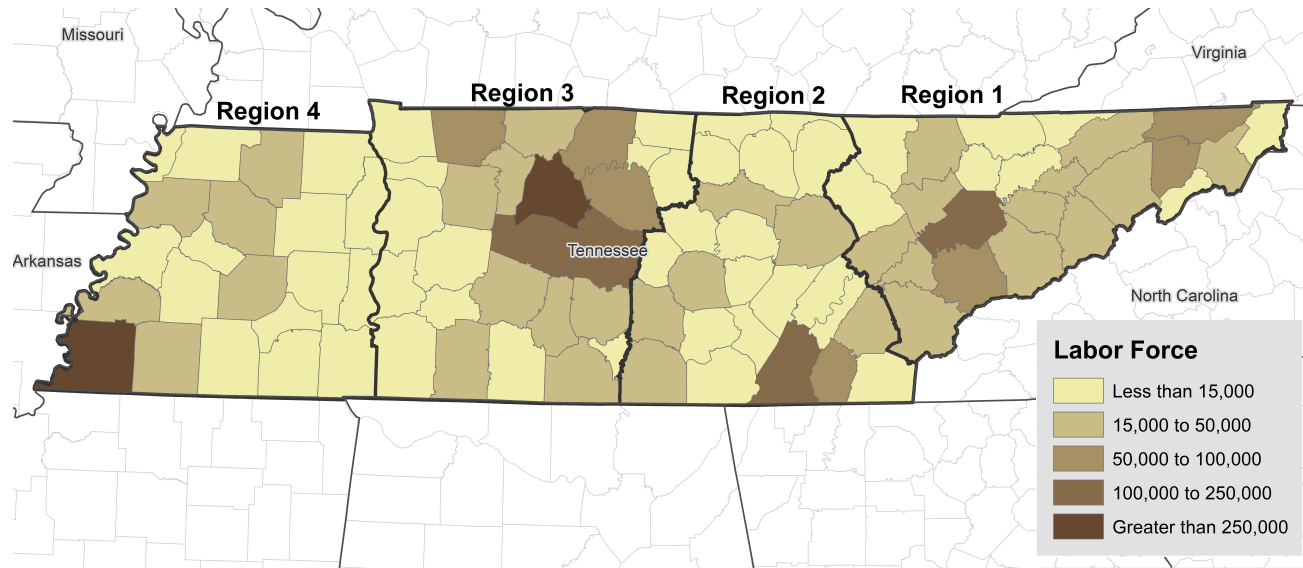 Missouri
Virginia
Region 4
Region 3
Region 2
Region 1
Tennessee
Arkansas
North Carolina
Labor Force
Less than 15,000
15,000 to 50,000
50,000 to 100,000
100,000 to 250,000
Greater than 250,000